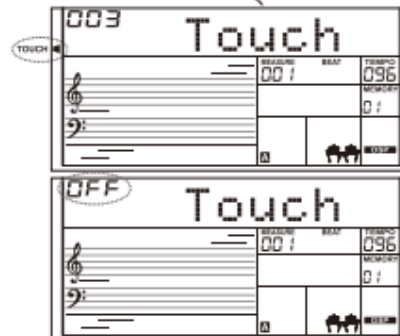 003 Touch
TOUCH
MEASURE BEAT TEMPO
001 096
MEMORY
01
A DSP
OFF Touch
MEASURE BEAT TEMPO
001 096
MEMORY
01
A DSP